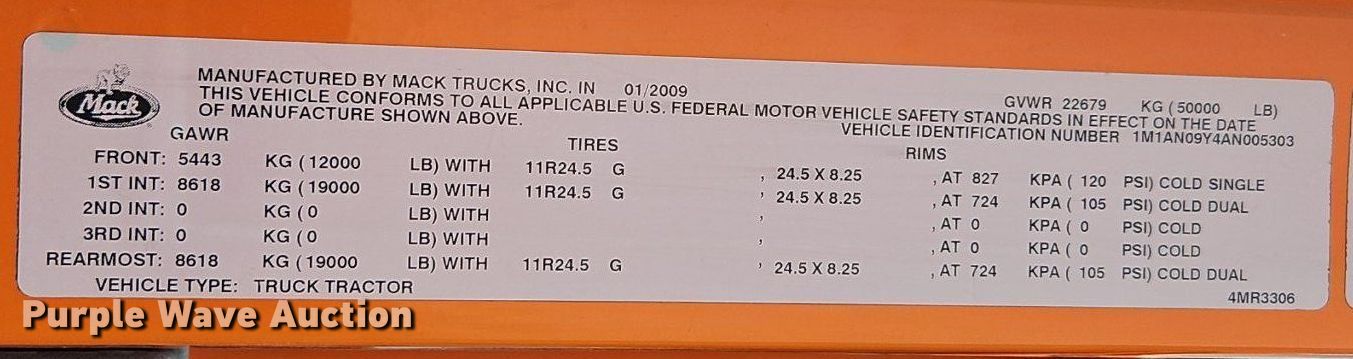 Mack
MANUFACTURED BY MACK TRUCKS, INC. IN 01/2009 GVWR 22679 KG ( 50000 LB)
THIS VEHICLE CONFORMS TO ALL APPLICABLE U.S. FEDERAL MOTOR VEHICLE SAFETY STANDARDS IN EFFECT ON THE DATE
OF MANUFACTURE SHOWN ABOVE. VEHICLE IDENTIFICATION NUMBER 1M1AN09Y4AN005303
GAWR TIRES RIMS
FRONT: 5443 KG ( 12000 LB) WITH 11R24.5 G , 24.5 X 8.25 , AT 827 KPA ( 120 PSI) COLD SINGLE
1ST INT: 8618 KG ( 19000 LB) WITH 11R24.5 G , 24.5 X 8.25 , AT 724 KPA ( 105 PSI) COLD DUAL
2ND INT: 0 KG ( 0 LB) WITH , , AT 0 KPA ( 0 PSI) COLD
3RD INT: 0 KG ( 0 LB) WITH , , AT 0 KPA ( 0 PSI) COLD
REARMOST: 8618 KG ( 19000 LB) WITH 11R24.5 G , 24.5 X 8.25 , AT 724 KPA ( 105 PSI) COLD DUAL
VEHICLE TYPE: TRUCK TRACTOR 4MR3306
Purple Wave Auction